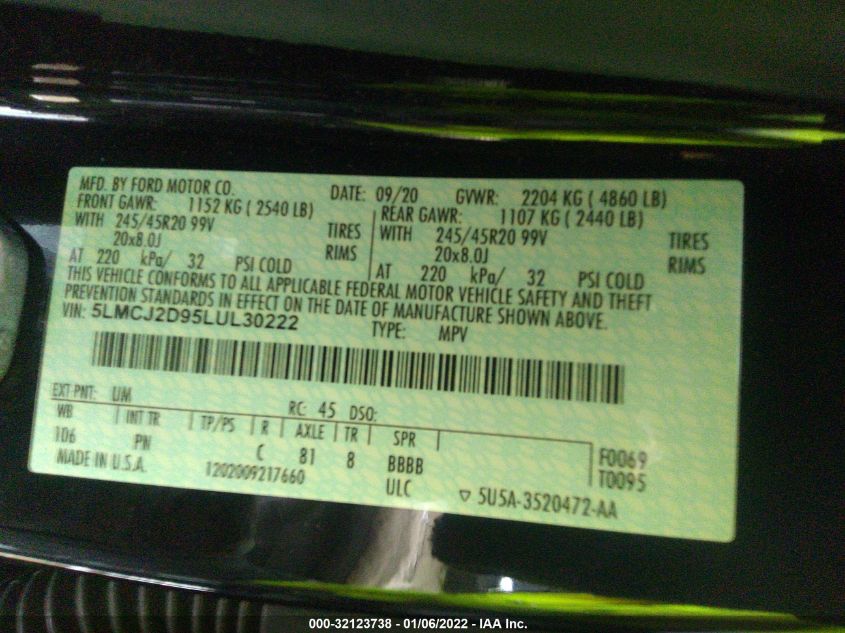 MFD. BY FORD MOTOR CO. DATE: 09/20 GVWR: 2204 KG ( 4860 LB)
FRONT GAWR: 1152 KG ( 2540 LB) REAR GAWR: 1107 KG ( 2440 LB)
WITH 245/45R20 99V TIRES WITH 245/45R20 99V TIRES
20x8.0J RIMS 20x8.0J RIMS
AT 220 kPa/ 32 PSI COLD AT 220 kPa/ 32 PSI COLD
THIS VEHICLE CONFORMS TO ALL APPLICABLE FEDERAL MOTOR VEHICLE SAFETY AND THEFT
PREVENTION STANDARDS IN EFFECT ON THE DATE OF MANUFACTURE SHOWN ABOVE.
VIN: 5LMCJ2D95LUL30222 TYPE: MPV
EXT PNT: UM RC: 45 DSO:
WB INT TR TP/PS R AXLE TR SPR
106 PN C 81 8 BBBB F0069
MADE IN U.S.A. 1202009217660 ULC T0095
5U5A-3520472-AA
000-32123738 - 01/06/2022 - IAA Inc.